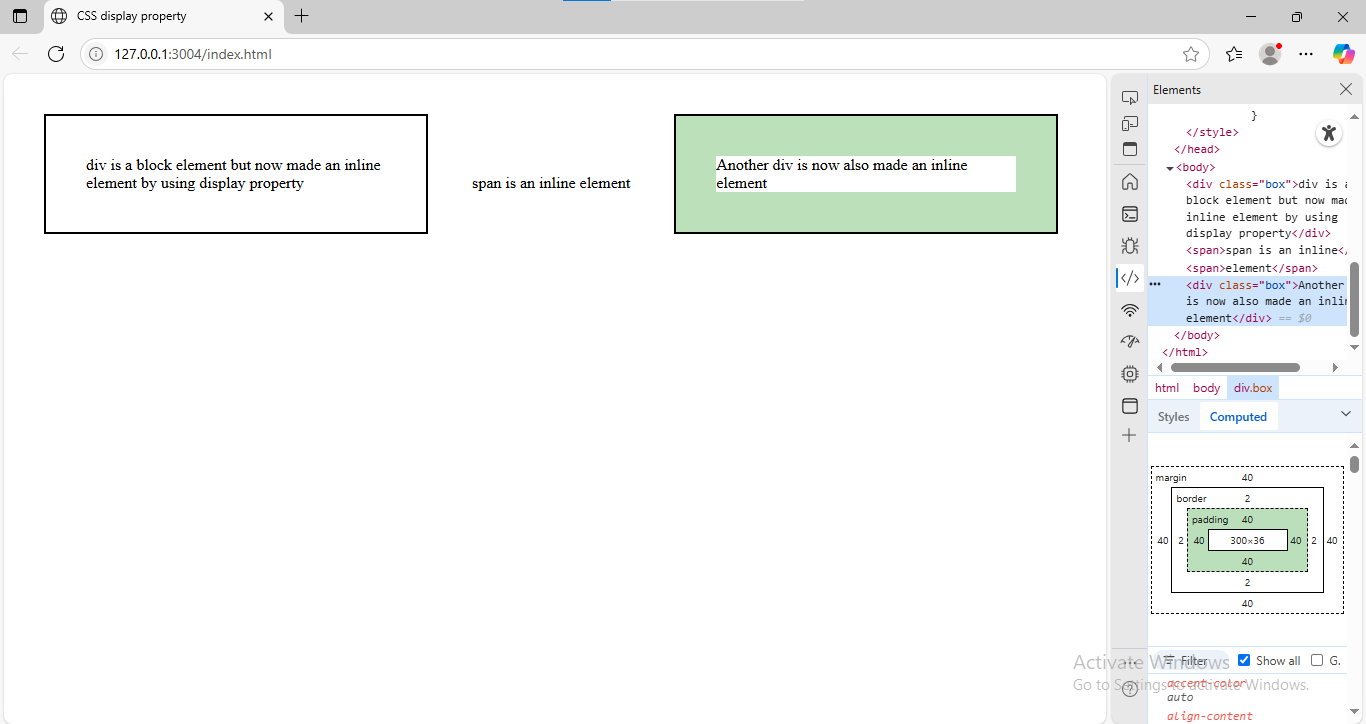 CSS display property
127.0.0.1:3004/index.html
div is a block element but now made an inline
element by using display property
span is an inline element
Another div is now also made an inline
element
Elements
}
</style>
</head>
<body>
<div class="box">div is a
block element but now
inline element by using
display property</div>
<span>span is an inline</
<span>element</span>
••• <div class="box">Another
is now also made an
element</div> == $0
</body>
</html>
html body div.box
Styles Computed
margin 40
border 2
padding 40
40 2 40 300×36 40 2 40
40
2
40
Filter Show all G.
accent-color
auto
align-content
Activate Windows
Go to Settings to activate Windows.